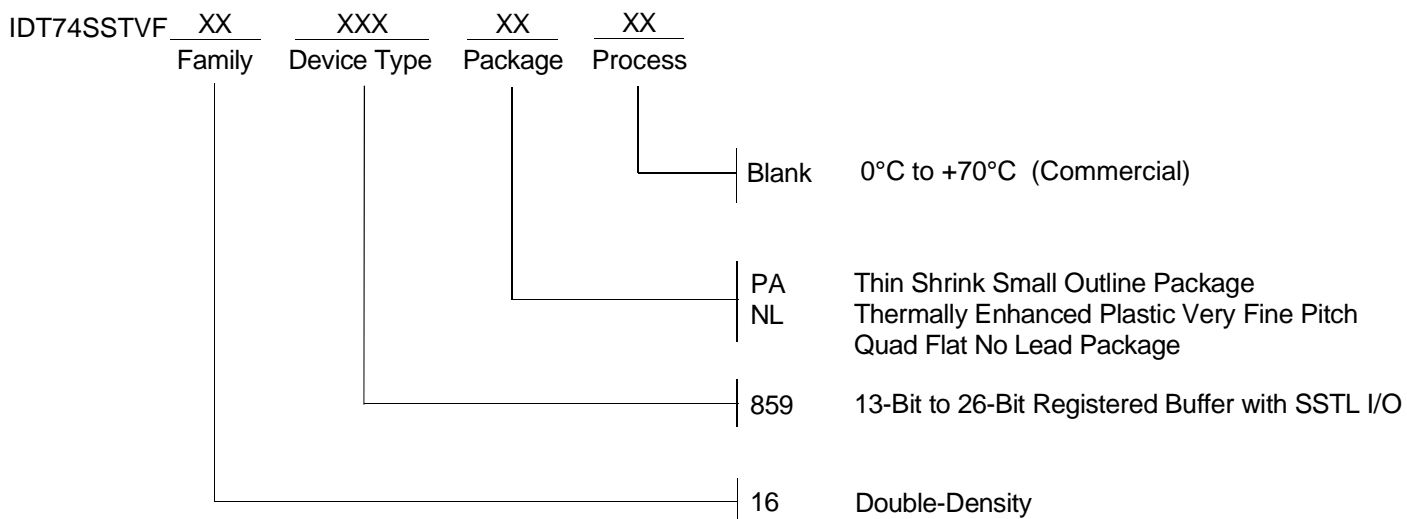 IDT74SSTVF XX XXX XX XX
Family Device Type Package Process
Blank 0°C to +70°C (Commercial)
PA Thin Shrink Small Outline Package
NL Thermally Enhanced Plastic Very Fine Pitch
Quad Flat No Lead Package
859 13-Bit to 26-Bit Registered Buffer with SSTL I/O
16 Double-Density